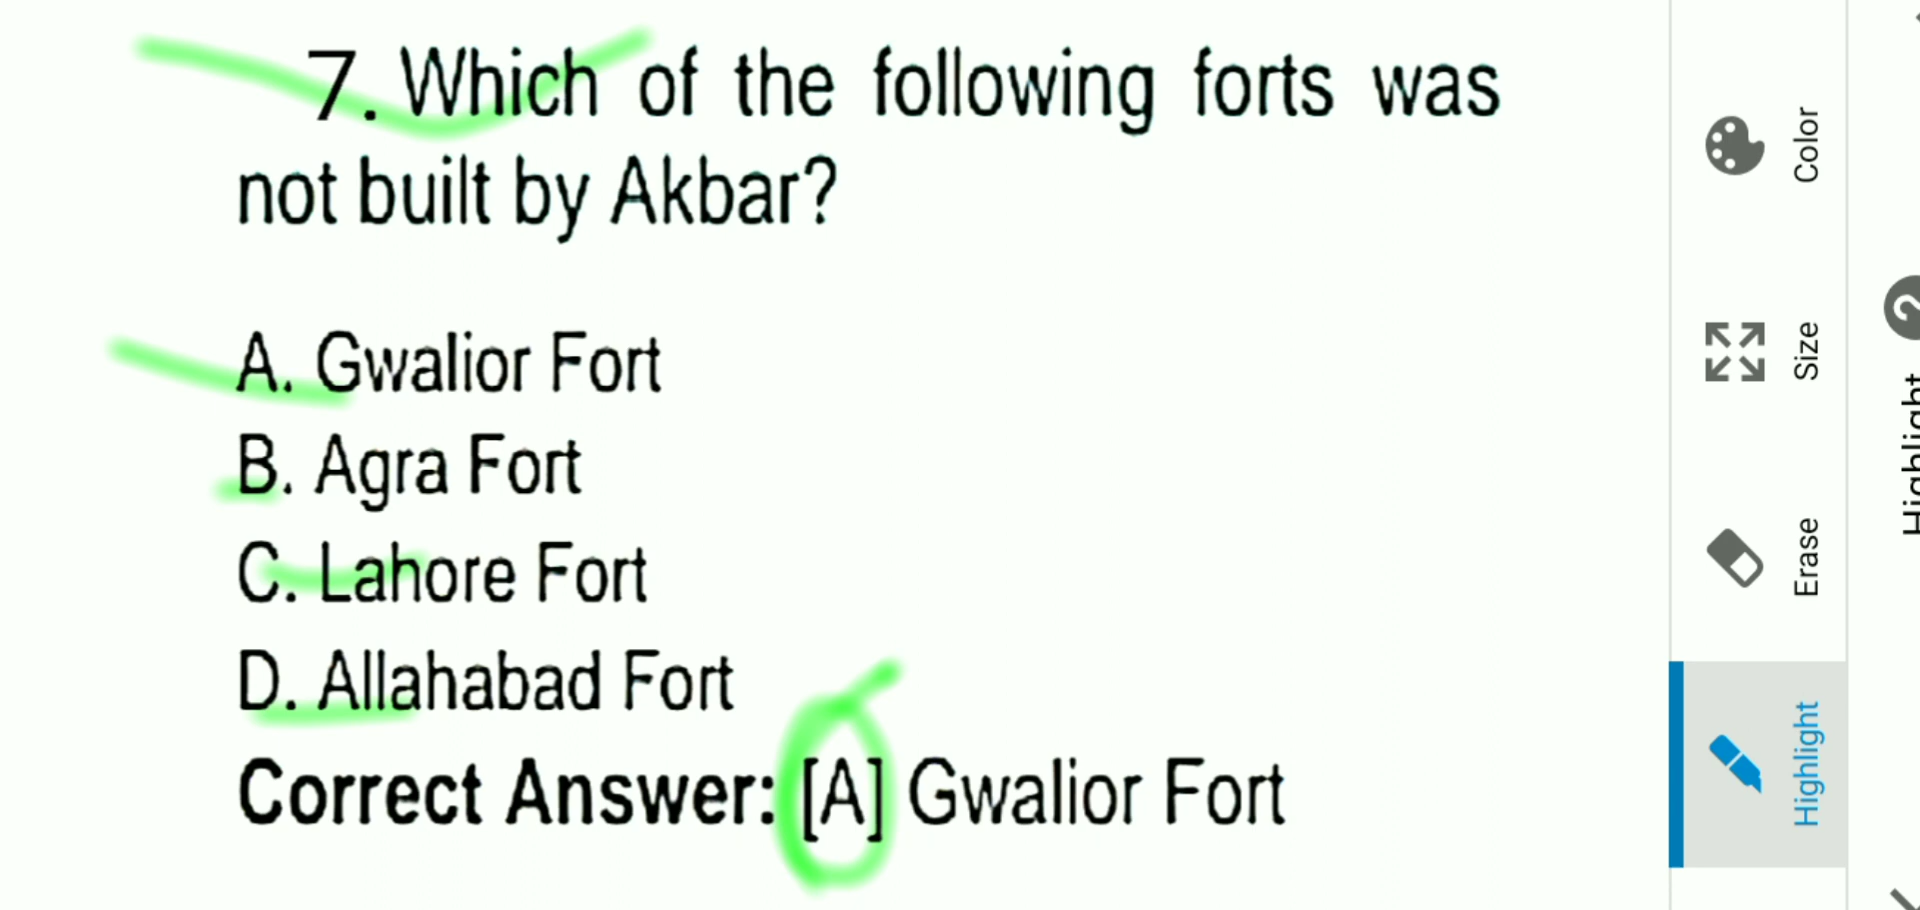 7. Which of the following forts was
not built by Akbar?
A. Gwalior Fort
B. Agra Fort
C. Lahore Fort
D. Allahabad Fort
Correct Answer: [A] Gwalior Fort
Color
Size
Erase
Highlight
Highlight